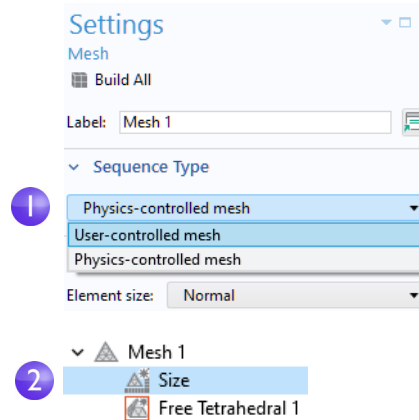 Settings
Mesh
Build All
Label: Mesh 1
Sequence Type
1
Physics-controlled mesh
User-controlled mesh
Physics-controlled mesh
Element size: Normal
Mesh 1
2
Size
Free Tetrahedral 1